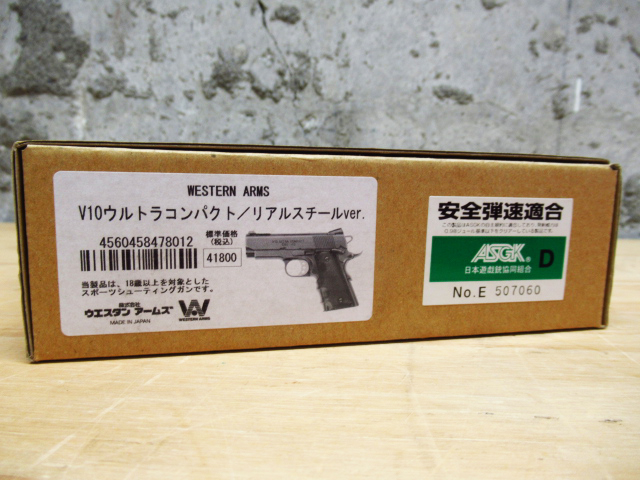 WESTERN ARMS
V10ウルトラコンパクト/リアルスチールver.
4560458478012
標準価格
(税込)
41800
当製品は、18歳以上を対象とした
スポーツシューティングガンです。
株式会社
ウエスタン アームズ
MADE IN JAPAN
WESTERN ARMS
安全弾速適合
ASGK
D
日本遊戯銃協同組合
No.E 507060